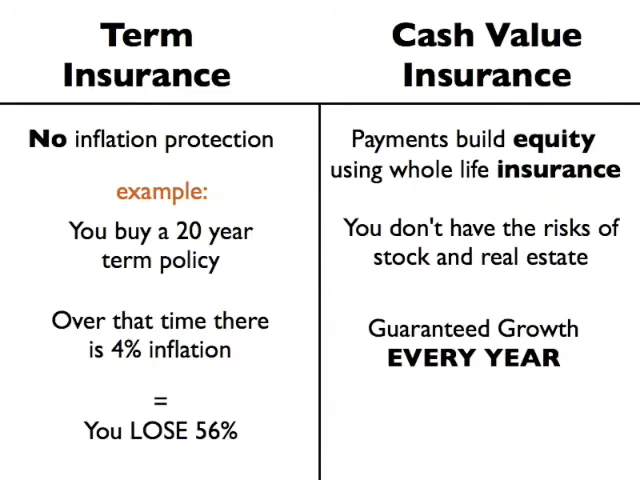 Term
Insurance
No inflation protection
example:
You buy a 20 year
term policy
Over that time there
is 4% inflation
=
You LOSE 56%
Cash Value
Insurance
Payments build equity
using whole life insurance
You don't have the risks of
stock and real estate
Guaranteed Growth
EVERY YEAR